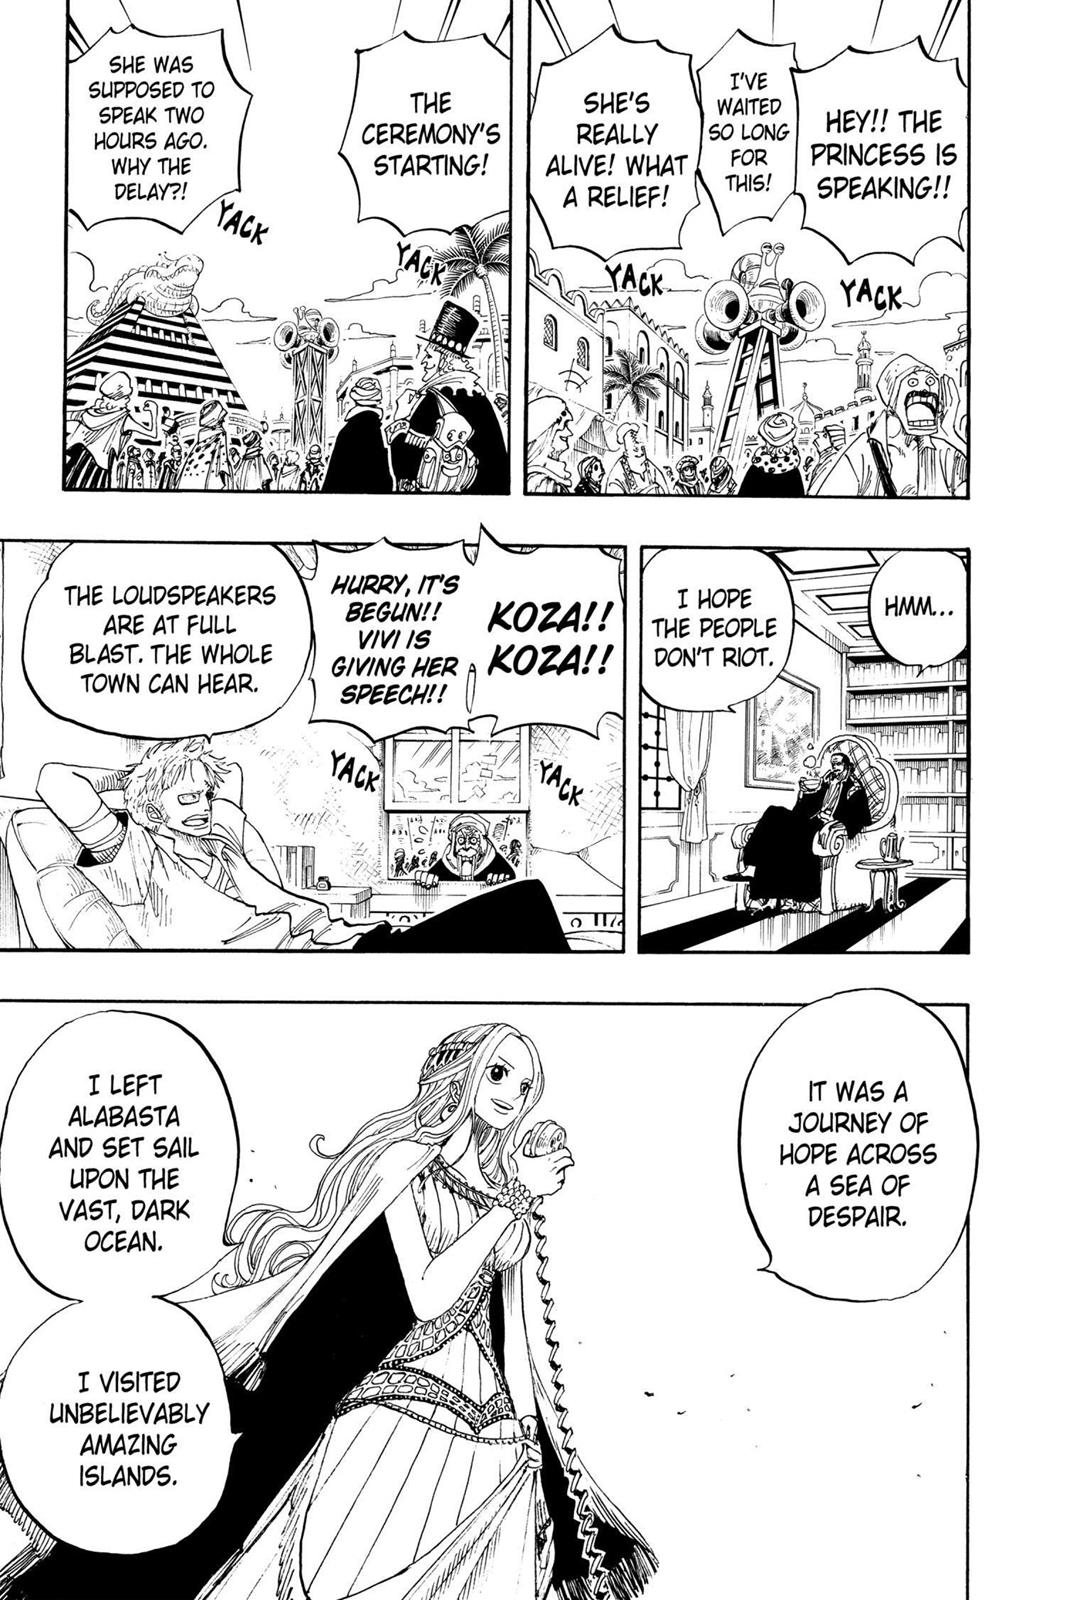 HEY!! THE
PRINCESS IS
SPEAKING!!
I'VE
WAITED
SO LONG
FOR
THIS!
SHE'S
REALLY
ALIVE! WHAT
A RELIEF!
YACK
YACK
THE
CEREMONY'S
STARTING!
SHE WAS
SUPPOSED TO
SPEAK TWO
HOURS AGO.
WHY THE
DELAY?!
YACK
YACK
HMM...
I HOPE
THE PEOPLE
DON'T RIOT.
KOZA!!
KOZA!!
HURRY, IT'S
BEGUN!!
VIVI IS
GIVING HER
SPEECH!!
YACK
YACK
THE LOUDSPEAKERS
ARE AT FULL
BLAST. THE WHOLE
TOWN CAN HEAR.
IT WAS A
JOURNEY OF
HOPE ACROSS
A SEA OF
DESPAIR.
I LEFT
ALABASTA
AND SET SAIL
UPON THE
VAST, DARK
OCEAN.
I VISITED
UNBELIEVABLY
AMAZING
ISLANDS.